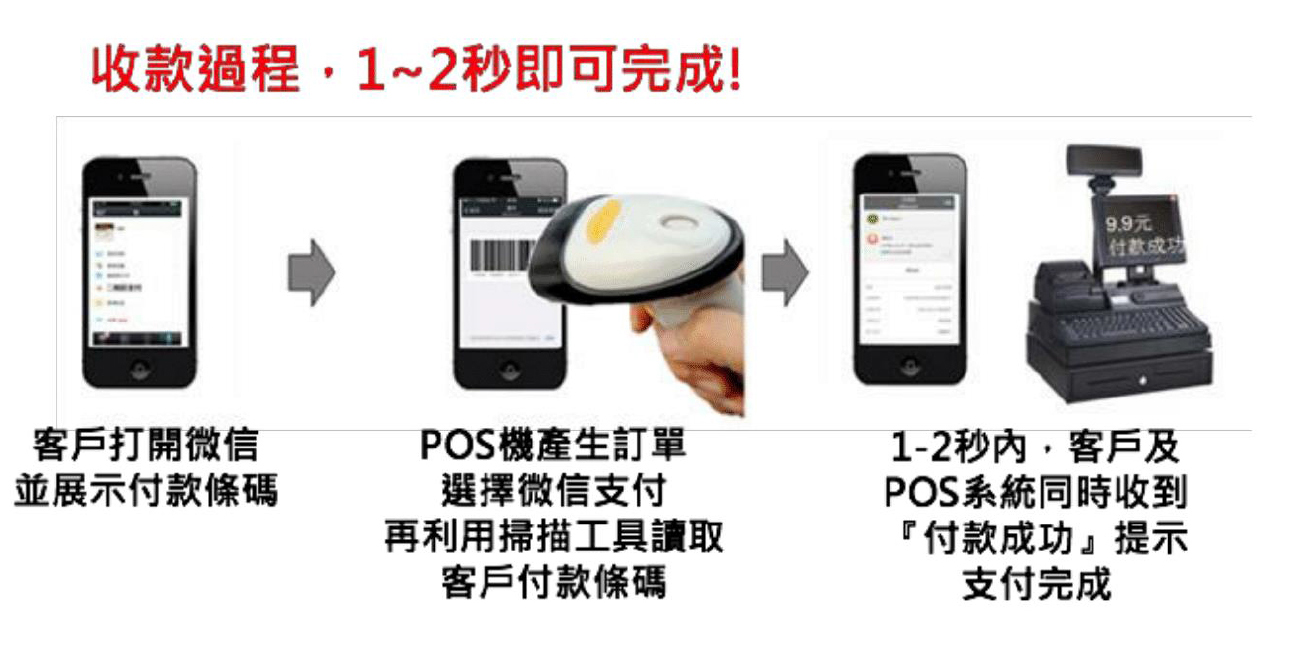 收款過程，1~2秒即可完成!
9.9元
付款成功
客戶打開微信
並展示付款條碼
POS機產生訂單
選擇微信支付
再利用掃描工具讀取
客戶付款條碼
1-2秒內，客戶及
POS系統同時收到
『付款成功』提示
支付完成